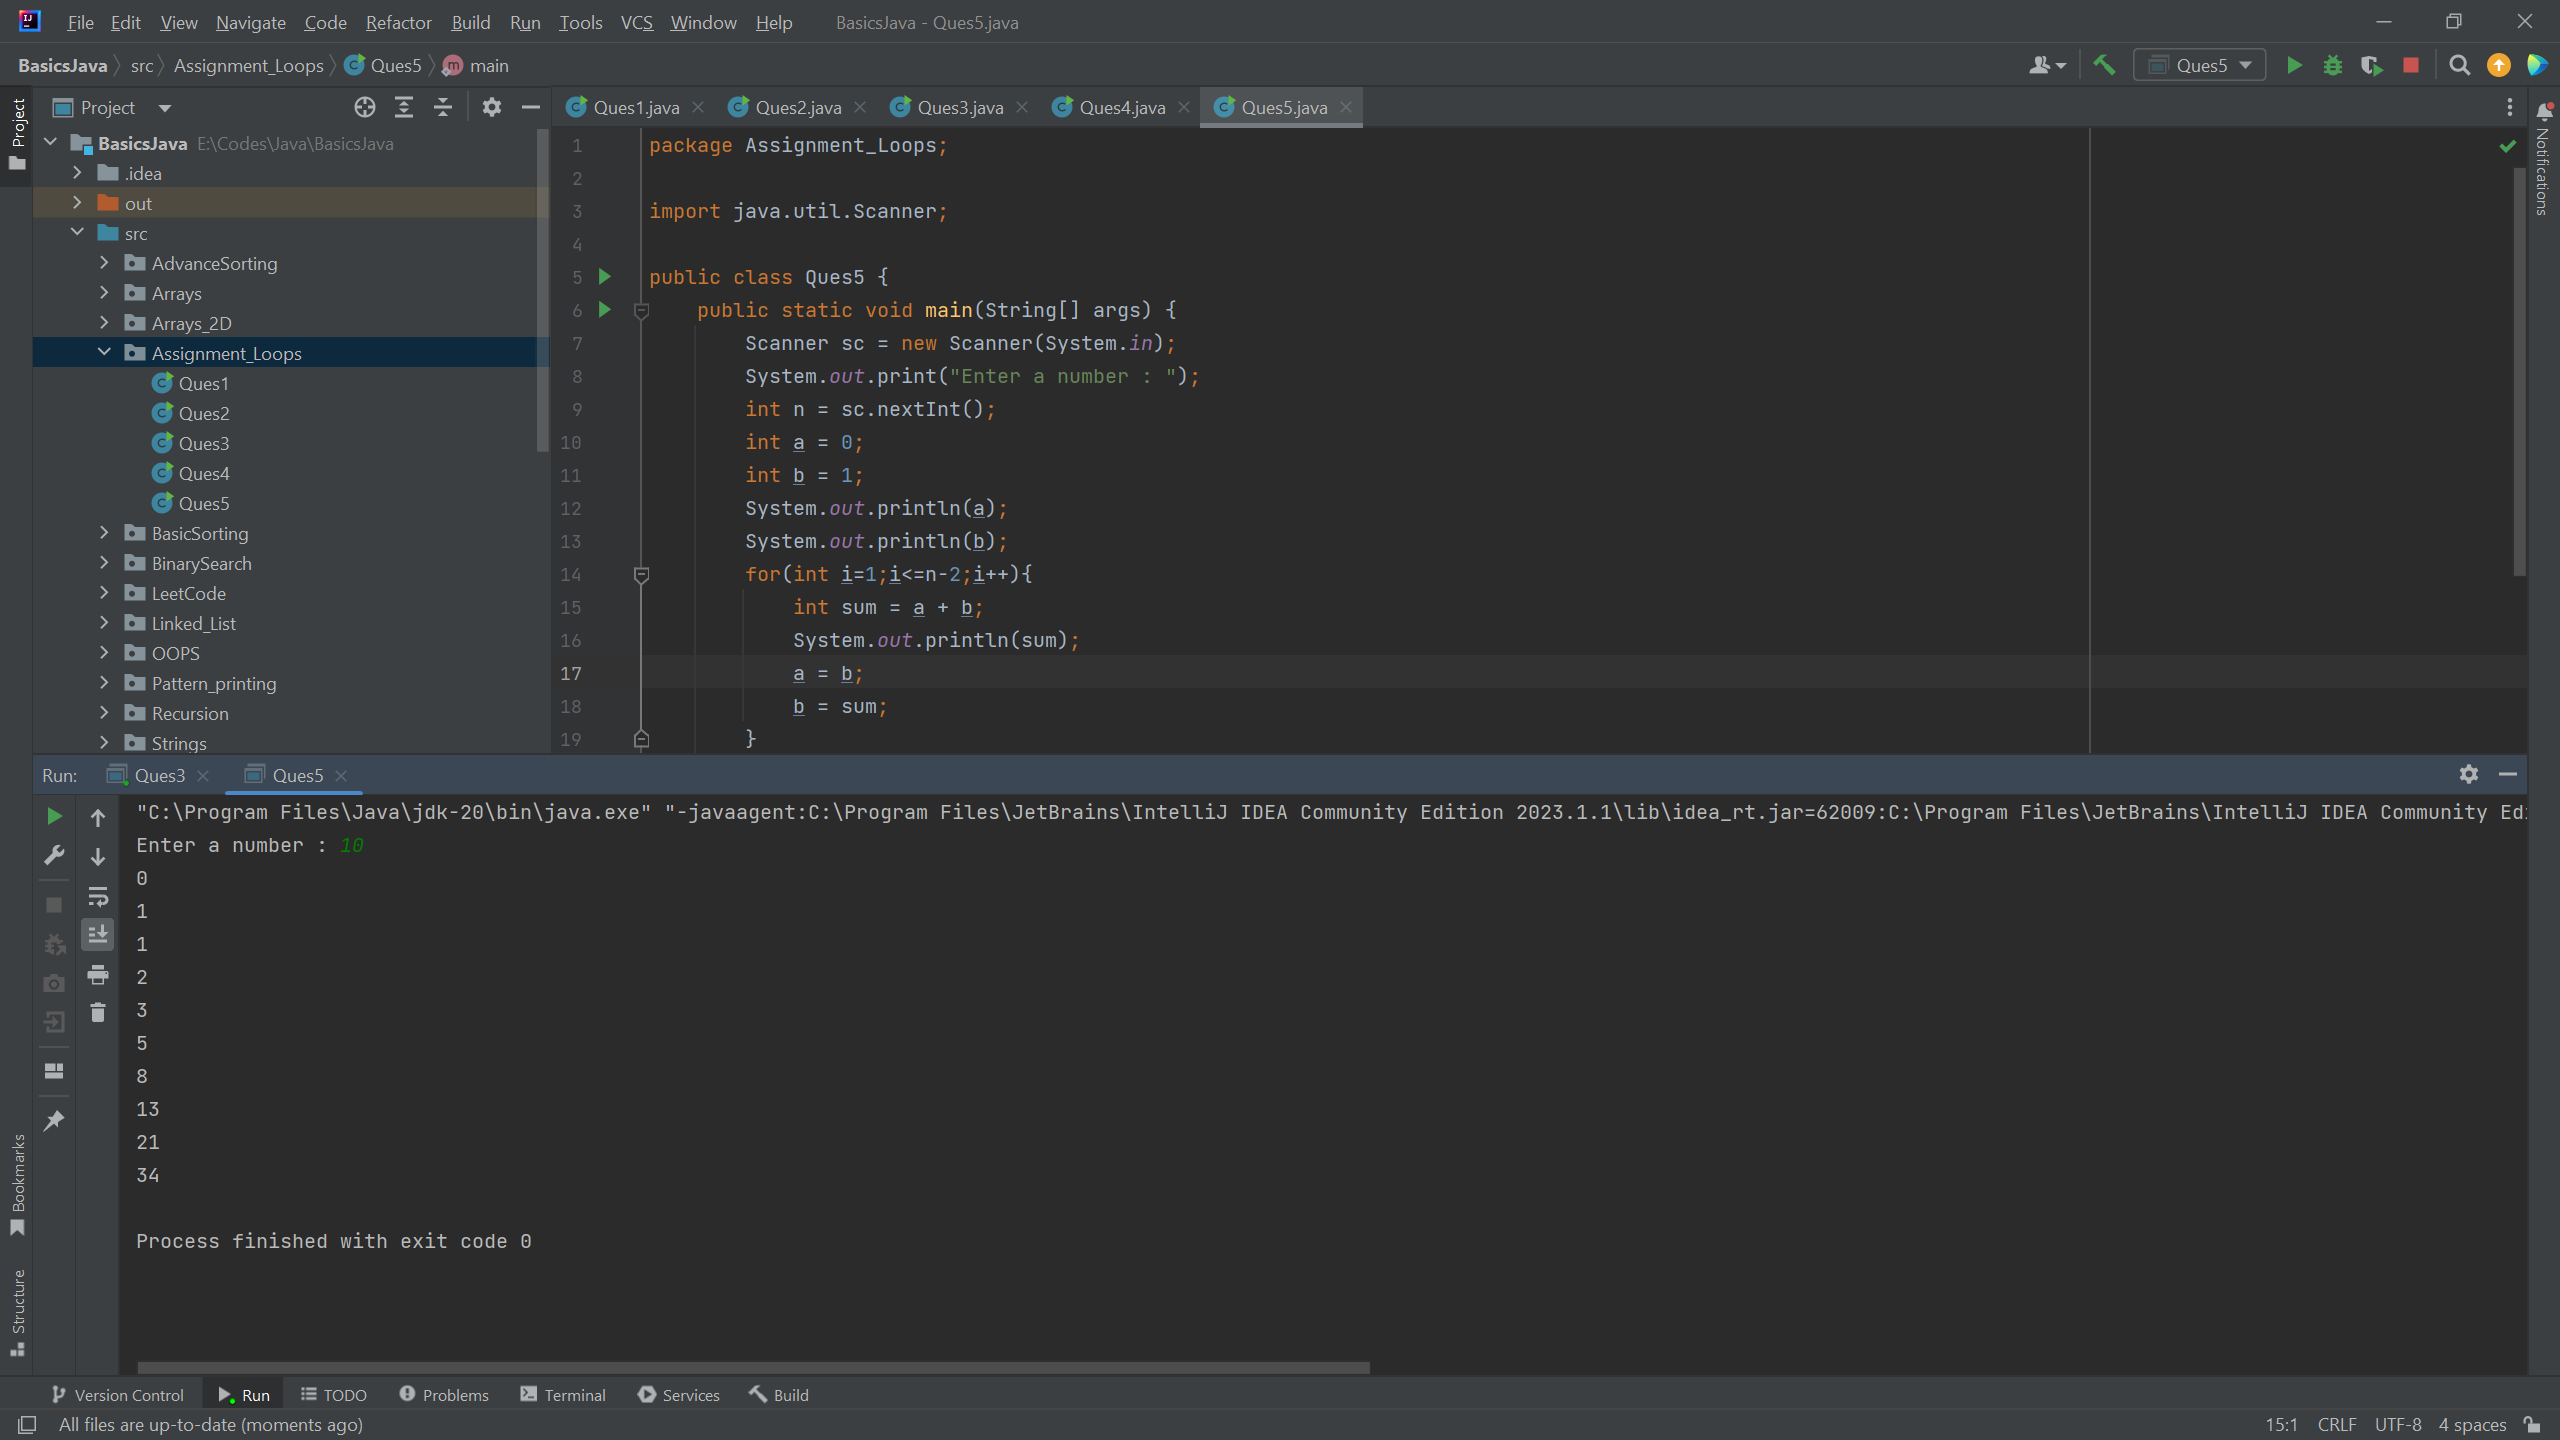 File Edit View Navigate Code Refactor Build Run Tools VCS Window Help BasicsJava - Ques5.java
BasicsJava src Assignment_Loops Ques5 main
Ques5
Project
Project
Ques1.java Ques2.java Ques3.java Ques4.java Ques5.java
Notifications
BasicsJava E:\Codes\Java\BasicsJava
.idea
out
src
AdvanceSorting
Arrays
Arrays_2D
Assignment_Loops
Ques1
Ques2
Ques3
Ques4
Ques5
BasicSorting
BinarySearch
LeetCode
Linked_List
OOPS
Pattern_printing
Recursion
Strings
1 package Assignment_Loops;
2
3 import java.util.Scanner;
4
5 public class Ques5 {
6 public static void main(String[] args) {
7 Scanner sc = new Scanner(System.in);
8 System.out.print("Enter a number : ");
9 int n = sc.nextInt();
10 int a = 0;
11 int b = 1;
12 System.out.println(a);
13 System.out.println(b);
14 for(int i=1;i<=n-2;i++){
15 int sum = a + b;
16 System.out.println(sum);
17 a = b;
18 b = sum;
19 }
Run: Ques3 Ques5
"C:\Program Files\Java\jdk-20\bin\java.exe" "-javaagent:C:\Program Files\JetBrains\IntelliJ IDEA Community Edition 2023.1.1\lib\idea_rt.jar=62009:C:\Program Files\JetBrains\IntelliJ IDEA Community Edi
Enter a number : 10
0
1
1
2
3
5
8
13
21
34
Process finished with exit code 0
Bookmarks
Structure
Version Control Run TODO Problems Terminal Services Build
All files are up-to-date (moments ago) 15:1 CRLF UTF-8 4 spaces